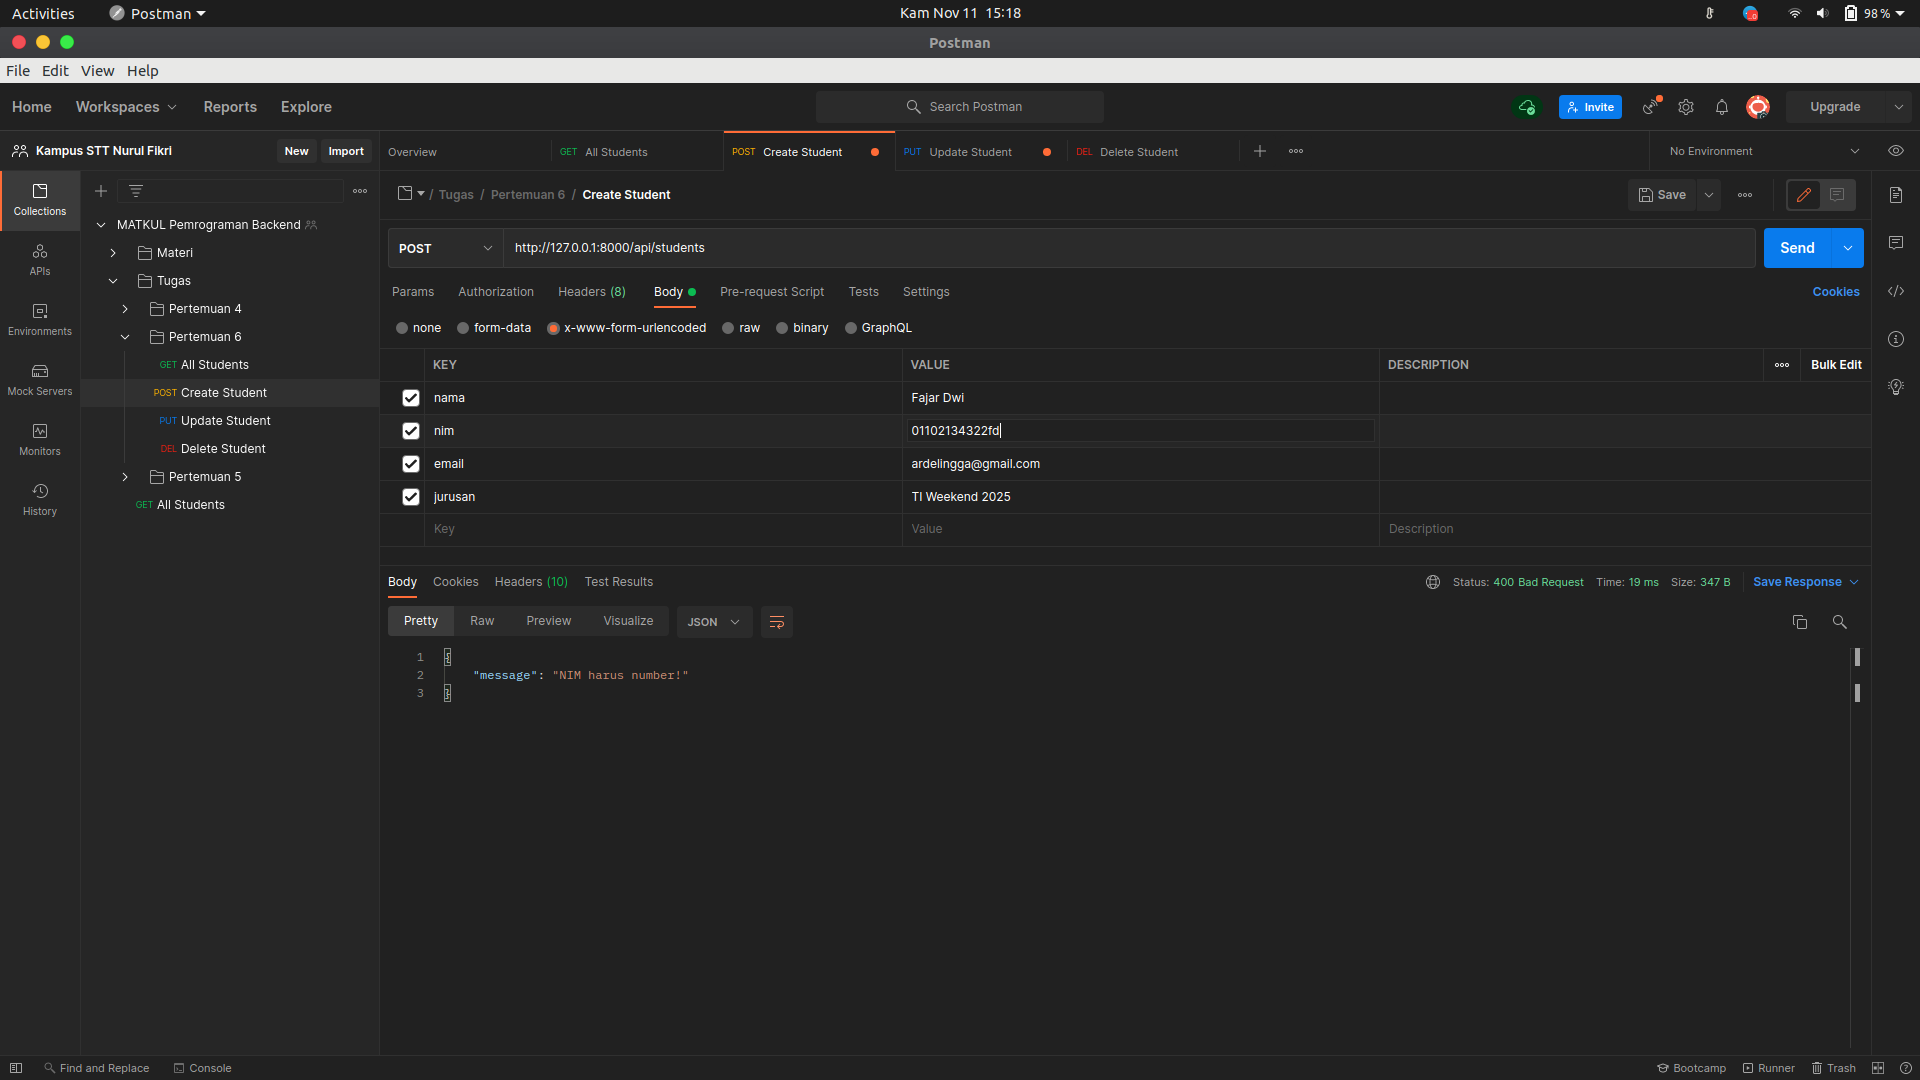 Activities Postman Kam Nov 11 15:18 98 %
Postman
File Edit View Help
Home Workspaces Reports Explore Search Postman Invite Upgrade
Kampus STT Nurul Fikri New Import
Overview GET All Students POST Create Student PUT Update Student DEL Delete Student No Environment
Collections
APIs
Environments
Mock Servers
Monitors
History
MATKUL Pemrograman Backend
Materi
Tugas
Pertemuan 4
Pertemuan 6
GET All Students
POST Create Student
PUT Update Student
DEL Delete Student
Pertemuan 5
GET All Students
/ Tugas / Pertemuan 6 / Create Student Save
POST http://127.0.0.1:8000/api/students Send
Params Authorization Headers (8) Body Pre-request Script Tests Settings Cookies
none form-data x-www-form-urlencoded raw binary GraphQL
KEY VALUE DESCRIPTION Bulk Edit
nama Fajar Dwi
nim 01102134322fd
email ardelingga@gmail.com
jurusan TI Weekend 2025
Key Value Description
Body Cookies Headers (10) Test Results Status: 400 Bad Request Time: 19 ms Size: 347 B Save Response
Pretty Raw Preview Visualize JSON
1 {
2 "message": "NIM harus number!"
3 }
Find and Replace Console Bootcamp Runner Trash